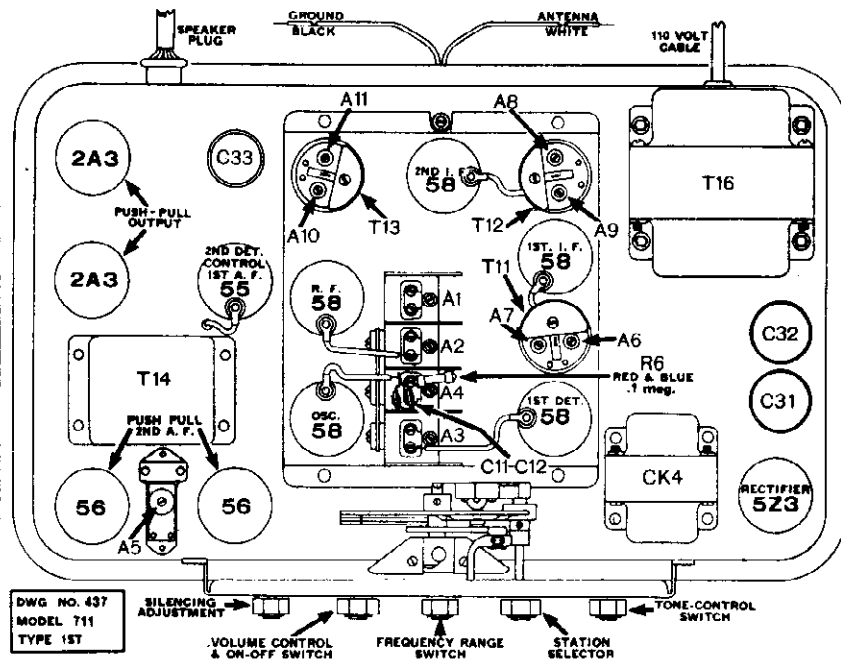 GROUND
BLACK
ANTENNA
WHITE
SPEAKER
PLUG
110 VOLT
CABLE
A11
A8
2A3
C33
2ND I.F.
58
T16
PUSH-PULL
OUTPUT
A10
T13
T12
A9
2A3
2ND DET.
CONTROL
1ST A.F.
55
R.F.
58
A1
T11
1ST. I.F.
58
A7
A6
A2
C32
T14
R6
RED & BLUE
.1 meg.
A4
OSC.
58
A3
1ST DET.
58
C31
PUSH PULL
2ND A.F.
C11-C12
56
56
A5
CK4
RECTIFIER
5Z3
DWG NO. 437
MODEL 711
TYPE 1ST
SILENCING
ADJUSTMENT
VOLUME CONTROL
& ON-OFF SWITCH
FREQUENCY RANGE
SWITCH
STATION
SELECTOR
TONE-CONTROL
SWITCH